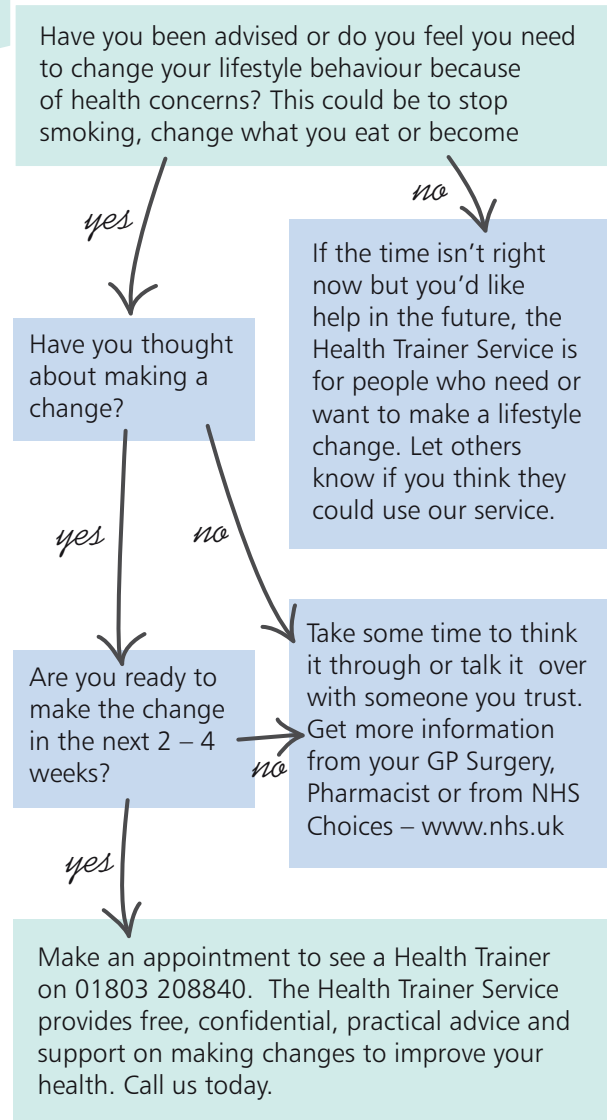 Have you been advised or do you feel you need
to change your lifestyle behaviour because
of health concerns? This could be to stop
smoking, change what you eat or become
yes
no
If the time isn't right
now but you'd like
help in the future, the
Health Trainer Service is
for people who need or
want to make a lifestyle
change. Let others
know if you think they
could use our service.
Have you thought
about making a
change?
yes
no
Take some time to think
it through or talk it over
with someone you trust.
Get more information
from your GP Surgery,
Pharmacist or from NHS
Choices – www.nhs.uk
Are you ready to
make the change
in the next 2 – 4
weeks?
no
yes
Make an appointment to see a Health Trainer
on 01803 208840. The Health Trainer Service
provides free, confidential, practical advice and
support on making changes to improve your
health. Call us today.